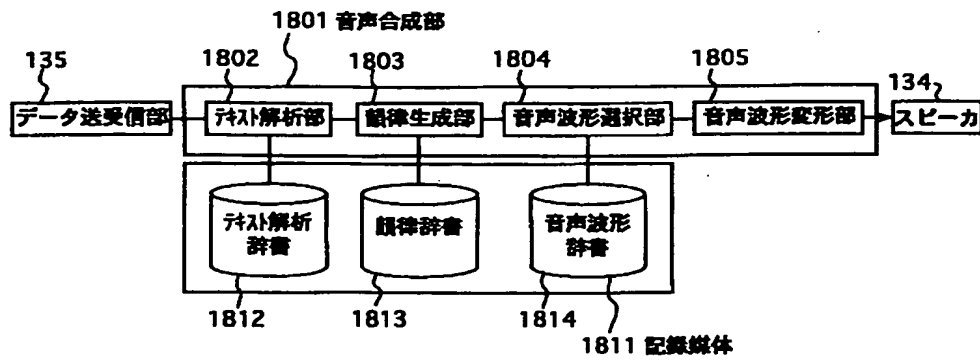 1801 音声合成部
135
1802
1803
1804
1805
134
データ送受信部
テキスト解析部
韻律生成部
音声波形選択部
音声波形変形部
スピーカ
テキスト解析
辞書
韻律辞書
音声波形
辞書
1812
1813
1814
1811 記録媒体